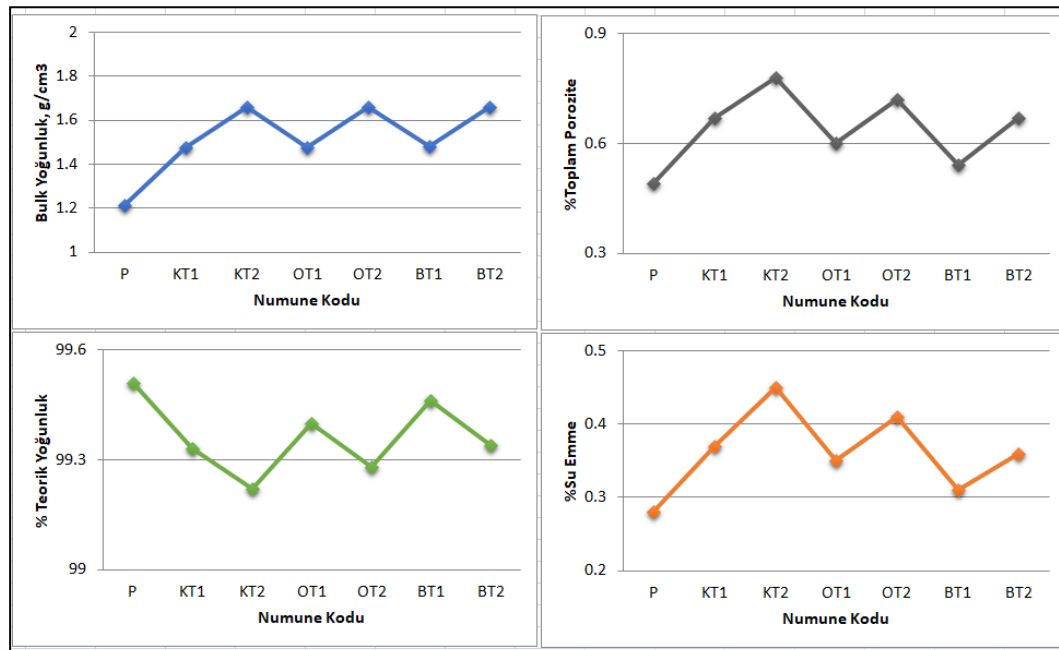 Bulk Yoğunluk, g/cm3
2
1.8
1.6
1.4
1.2
1
P KT1 KT2 OT1 OT2 BT1 BT2
Numune Kodu
%Toplam Porozite
0.9
0.6
0.3
P KT1 KT2 OT1 OT2 BT1 BT2
Numune Kodu
% Teorik Yoğunluk
99.6
99.3
99
P KT1 KT2 OT1 OT2 BT1 BT2
Numune Kodu
%Su Emme
0.5
0.4
0.3
0.2
P KT1 KT2 OT1 OT2 BT1 BT2
Numune Kodu